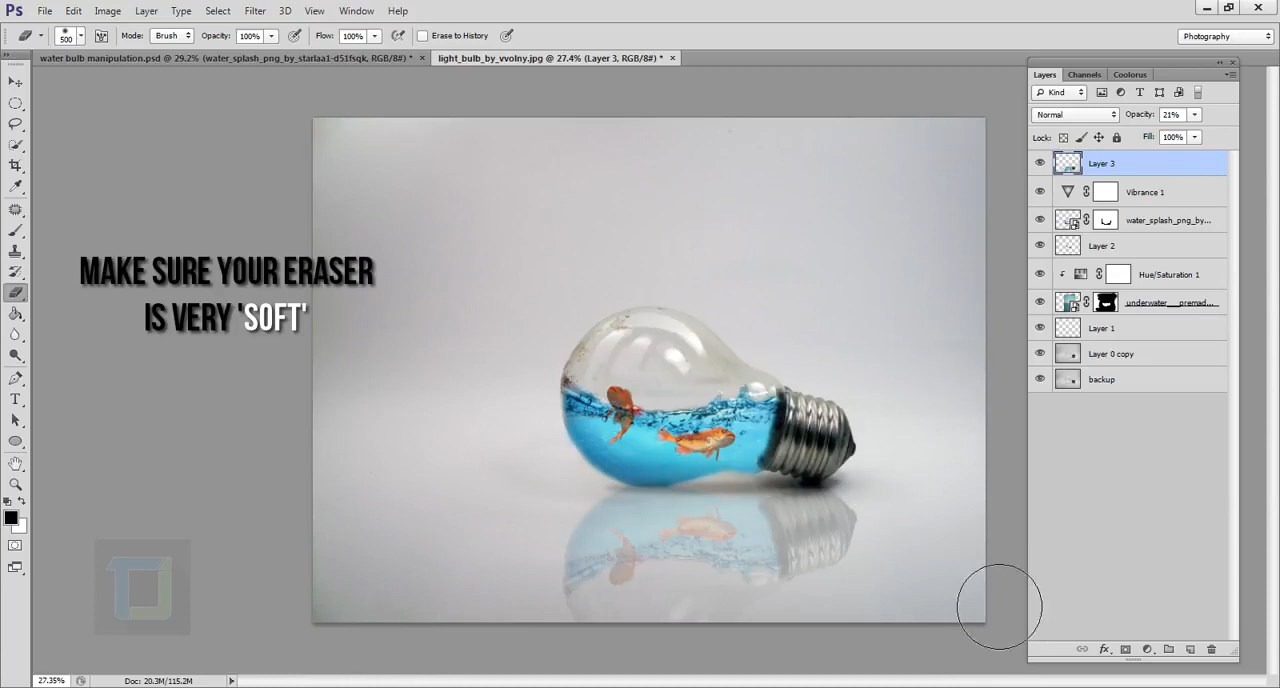 Ps File Edit Image Layer Type Select Filter 3D View Window Help
500 Mode: Brush Opacity: 100% Flow: 100% Erase to History Photography
water bulb manipulation.psd @ 29.2% (water_splash_png_by_starlaa1-d51fsqk, RGB/8#) * × light_bulb_by_vvolny.jpg @ 27.4% (Layer 3, RGB/8#) * ×
Layers Channels Coolorus
Kind
Normal Opacity: 21%
Lock: Fill: 100%
Layer 3
Vibrance 1
water_splash_png_by...
Layer 2
Hue/Saturation 1
underwater___premad...
Layer 1
Layer 0 copy
backup
MAKE SURE YOUR ERASER
IS VERY 'SOFT'
27.35% Doc: 20.3M/115.2M